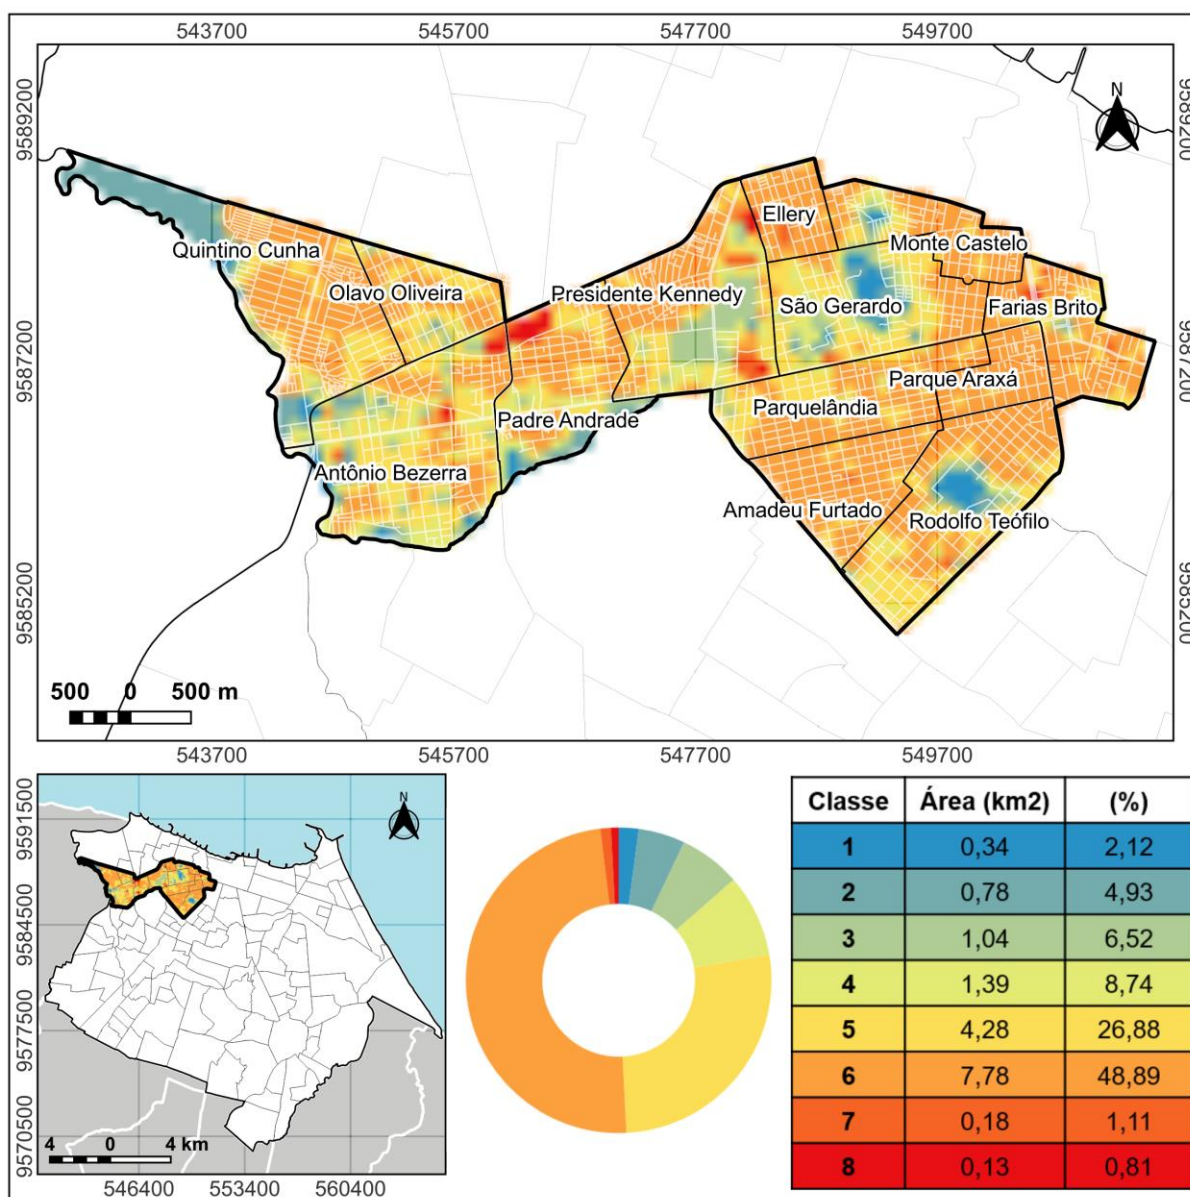 543700 545700 547700 549700
N
9589200 9589200
Ellery
Quintino Cunha
Monte Castelo
Olavo Oliveira
Presidente Kennedy
São Gerardo
Farias Brito
9587200 9587200
Parque Araxá
Parquelândia
Padre Andrade
Antônio Bezerra
Amadeu Furtado
Rodolfo Teófilo
9585200 9585200
500 0 500 m
543700 545700 547700 549700
9591500
N
9584500
9577500
9570500
4 0 4 km
546400 553400 560400
Classe Área (km2) (%)
1 0,34 2,12
2 0,78 4,93
3 1,04 6,52
4 1,39 8,74
5 4,28 26,88
6 7,78 48,89
7 0,18 1,11
8 0,13 0,81